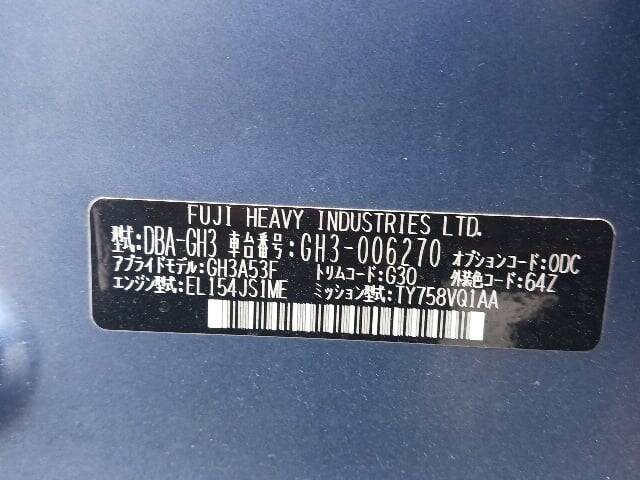 FUJI HEAVY INDUSTRIES LTD.
型式:DBA-GH3 車台番号:GH3-006270 オプションコード:0DC
アプライドモデル:GH3A53F トリムコード:G30 外装色コード:64Z
エンジン型式:EL154JS1ME ミッション型式:TY758VQ1AA